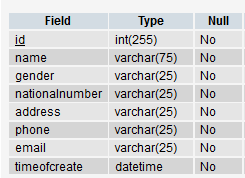 Field Type Null
id int(255) No
name varchar(75) No
gender varchar(25) No
nationalnumber varchar(25) No
address varchar(25) No
phone varchar(25) No
email varchar(25) No
timeofcreate datetime No